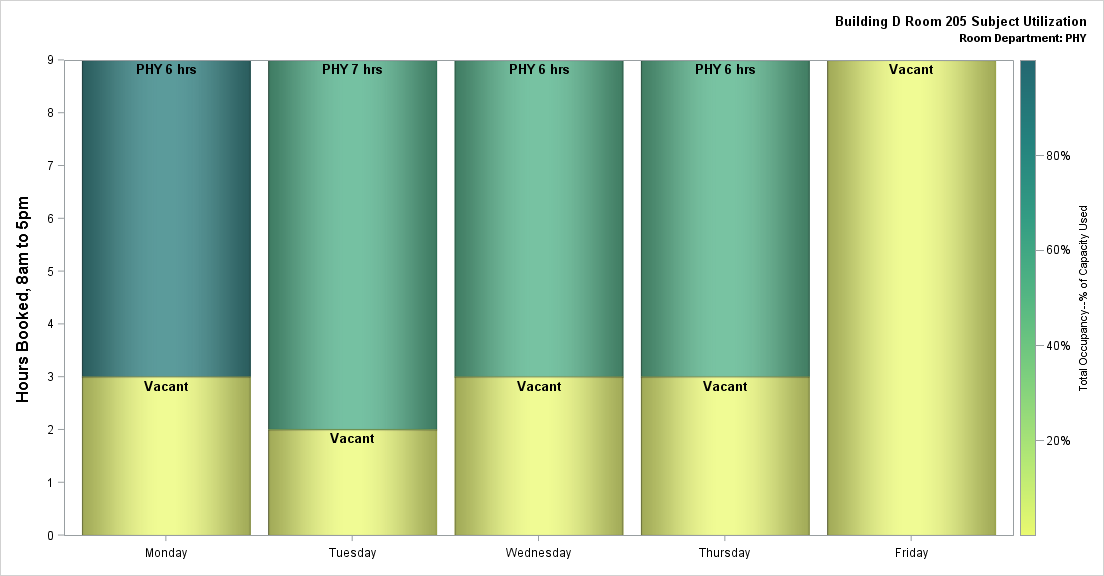 Building D Room 205 Subject Utilization
Room Department: PHY
Hours Booked, 8am to 5pm
9
8
7
6
5
4
3
2
1
0
PHY 6 hrs
PHY 7 hrs
PHY 6 hrs
PHY 6 hrs
Vacant
Vacant
Vacant
Vacant
Vacant
Monday
Tuesday
Wednesday
Thursday
Friday
80%
60%
40%
20%
Total Occupancy--% of Capacity Used